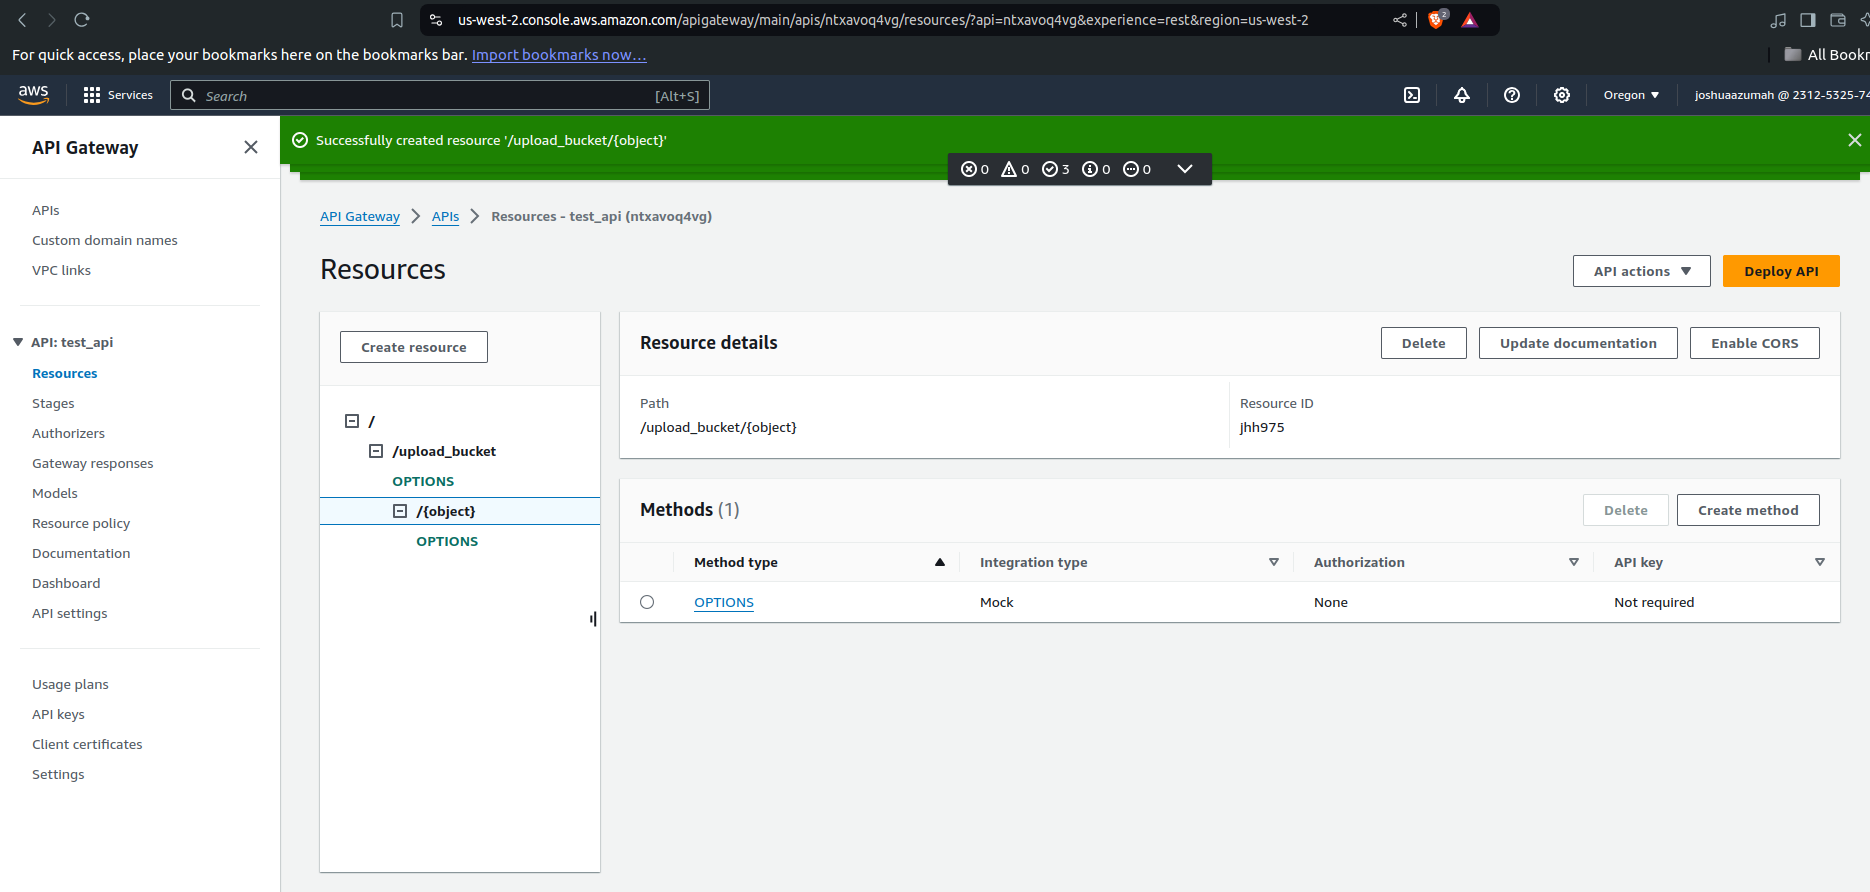 us-west-2.console.aws.amazon.com/apigateway/main/apis/ntxavoq4vg/resources/?api=ntxavoq4vg&experience=rest&region=us-west-2
2
For quick access, place your bookmarks here on the bookmarks bar. Import bookmarks now…
All Bookm
aws
Services
Search
[Alt+S]
Oregon
joshuaazumah @ 2312-5325-74
API Gateway
Successfully created resource '/upload_bucket/{object}'
0 0 3 0 0
APIs
Custom domain names
VPC links
API: test_api
Resources
Stages
Authorizers
Gateway responses
Models
Resource policy
Documentation
Dashboard
API settings
Usage plans
API keys
Client certificates
Settings
API Gateway > APIs > Resources - test_api (ntxavoq4vg)
Resources
API actions
Deploy API
Create resource
/
/upload_bucket
OPTIONS
/{object}
OPTIONS
Resource details
Delete
Update documentation
Enable CORS
Path
/upload_bucket/{object}
Resource ID
jhh975
Methods (1)
Delete
Create method
Method type
Integration type
Authorization
API key
OPTIONS
Mock
None
Not required